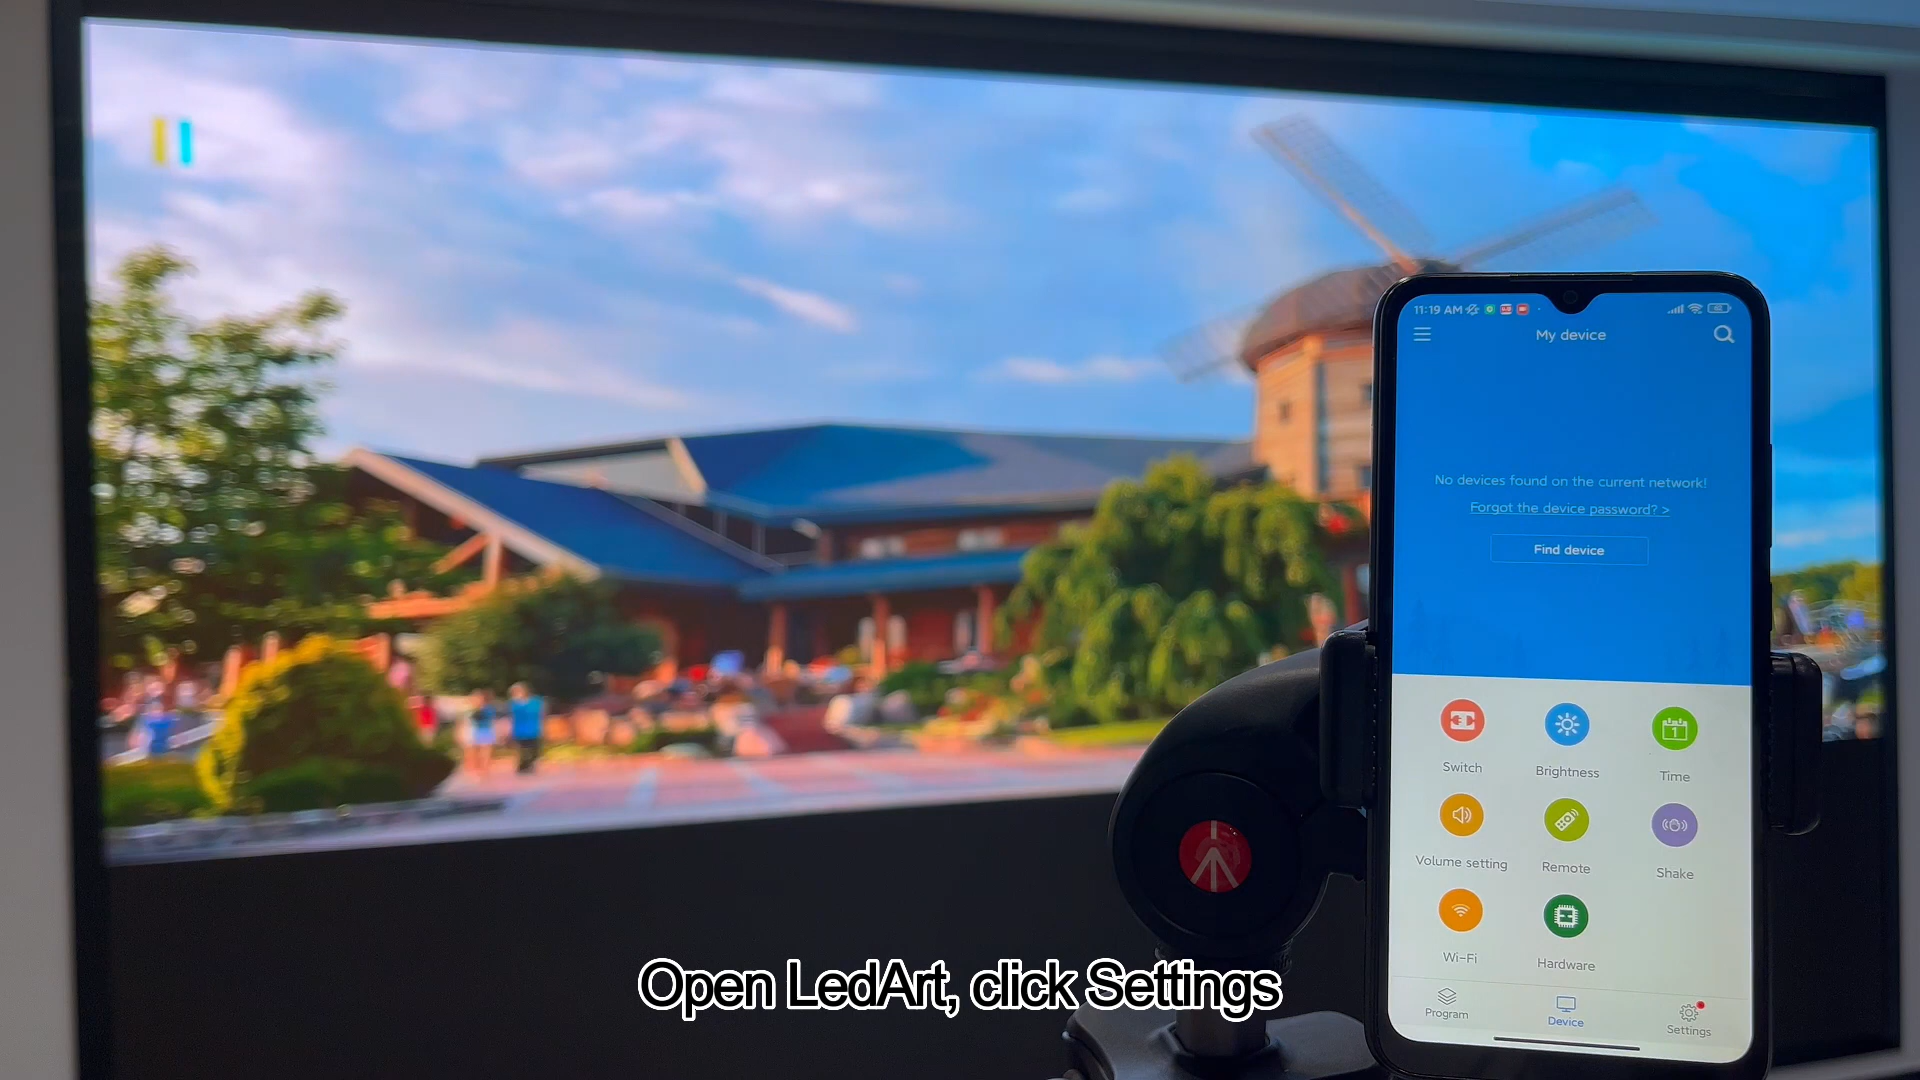 11:19 AM
My device
No devices found on the current network!
Forgot the device password? >
Find device
Switch
Brightness
Time
Volume setting
Remote
Shake
Wi-Fi
Hardware
Program
Device
Settings
Open LedArt, click Settings